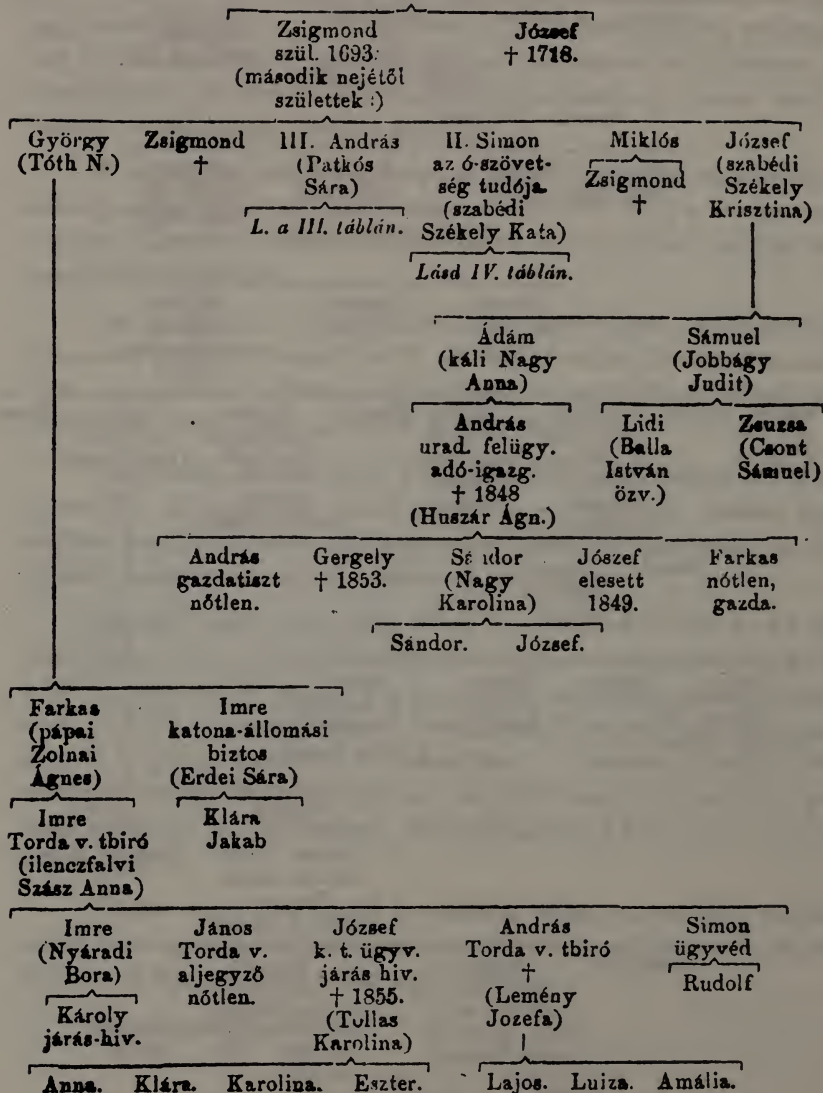 Zsigmond József
szül. 1693. † 1718.
(második nejétől
születtek :)
György Zsigmond III. András II. Simon Miklós József
(Tóth N.) † (Patkós az ó-szövet- Zsigmond (szabédi
Sára) ség tudója. † Székely
L. a III. táblán. (szabédi Krisztina)
Székely Kata)
Lásd IV. táblán.
Ádám Sámuel
(káli Nagy (Jobbágy
Anna) Judit)
András Lidi Zsuzsa
urad. felügy. (Balla (Csont
adó-igazg. István Sámuel)
† 1848 özv.)
(Huszár Ágn.)
András Gergely Sándor József Farkas
gazdatiszt † 1853. (Nagy elesett nőtlen,
nőtlen. Karolina) 1849. gazda.
Sándor. József.
Farkas Imre
(pápai katona-állomási
Zolnai biztos
Ágnes) (Erdei Sára)
Imre Klára
Torda v. tbiró Jakab
(ilenczfalvi
Szász Anna)
Imre János József András Simon
(Nyáradi Torda v. k. t. ügyv. Torda v. tbiró ügyvéd
Bora) aljegyző járás hiv. † Rudolf
Károly nőtlen. † 1855. (Lemény
járás-hiv. (Tollas Jozefa)
Karolina)
Anna. Klára. Karolina. Eszter. Lajos. Luiza. Amália.